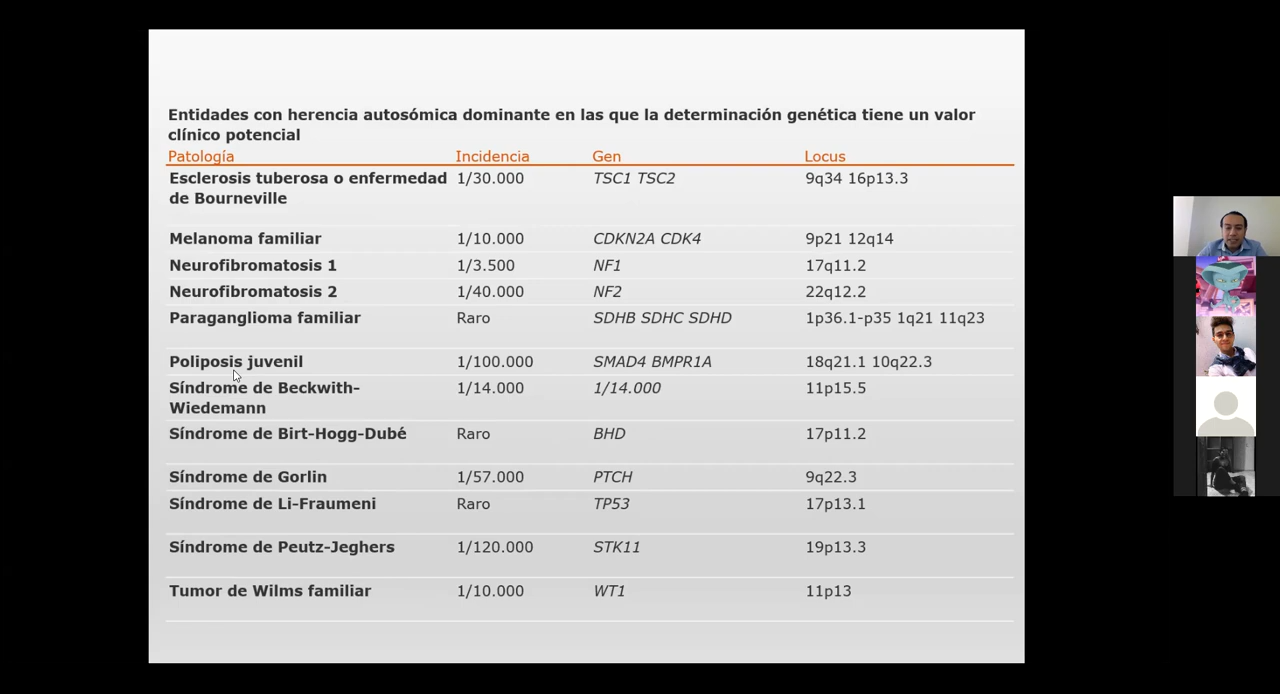 Entidades con herencia autosómica dominante en las que la determinación genética tiene un valor
clínico potencial
Patología Incidencia Gen Locus
Esclerosis tuberosa o enfermedad 1/30.000 TSC1 TSC2 9q34 16p13.3
de Bourneville
Melanoma familiar 1/10.000 CDKN2A CDK4 9p21 12q14
Neurofibromatosis 1 1/3.500 NF1 17q11.2
Neurofibromatosis 2 1/40.000 NF2 22q12.2
Paraganglioma familiar Raro SDHB SDHC SDHD 1p36.1-p35 1q21 11q23
Poliposis juvenil 1/100.000 SMAD4 BMPR1A 18q21.1 10q22.3
Síndrome de Beckwith- 1/14.000 1/14.000 11p15.5
Wiedemann
Síndrome de Birt-Hogg-Dubé Raro BHD 17p11.2
Síndrome de Gorlin 1/57.000 PTCH 9q22.3
Síndrome de Li-Fraumeni Raro TP53 17p13.1
Síndrome de Peutz-Jeghers 1/120.000 STK11 19p13.3
Tumor de Wilms familiar 1/10.000 WT1 11p13